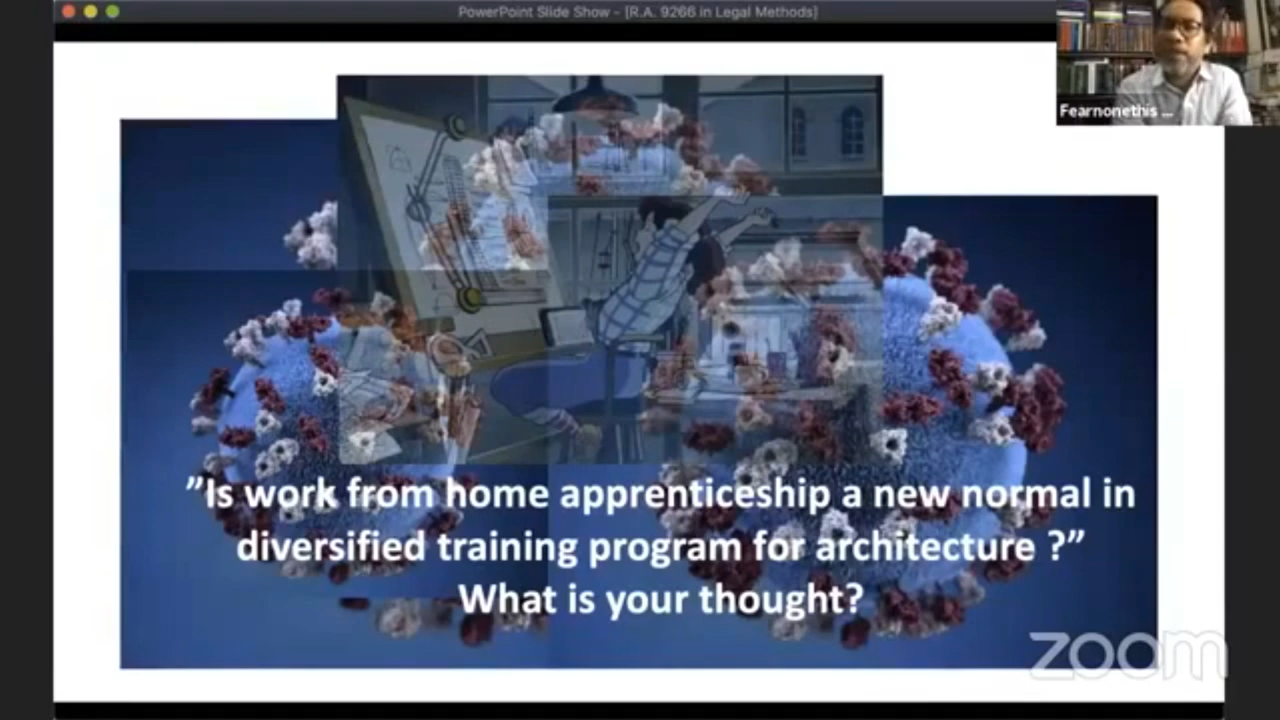 PowerPoint Slide Show - [R.A. 9266 in Legal Methods]
Fearnonethis ...
”Is work from home apprenticeship a new normal in
diversified training program for architecture ?”
What is your thought?
zoom